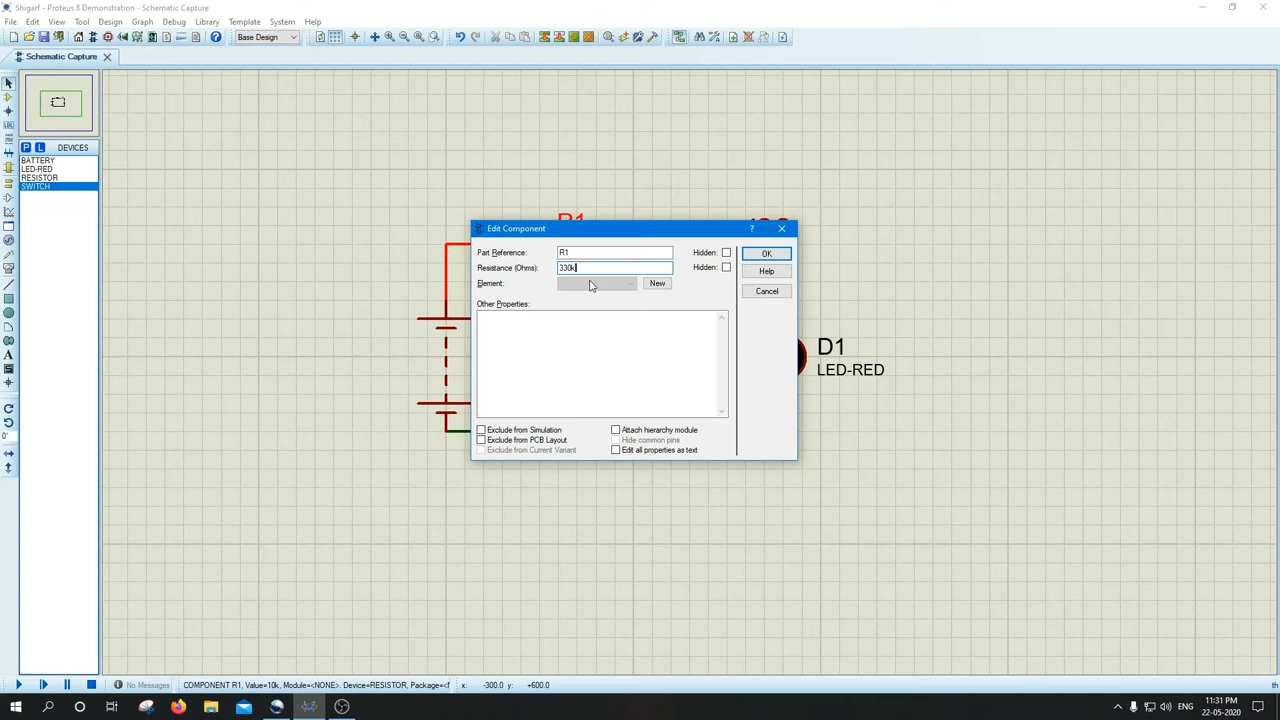 Shigarf - Proteus 8 Demonstration - Schematic Capture
File Edit View Tool Design Graph Debug Library Template System Help
Base Design
Schematic Capture
P L DEVICES
BATTERY
LED-RED
RESISTOR
SWITCH
R1
Edit Component
Part Reference: R1 Hidden: OK
Resistance (Ohms): 330k Hidden: Help
Element: New Cancel
Other Properties:
Exclude from Simulation Attach hierarchy module
Exclude from PCB Layout Hide common pins
Exclude from Current Variant Edit all properties as text
D1
LED-RED
LBL
A
0°
No Messages COMPONENT R1, Value=10k, Module=<NONE>. Device=RESISTOR, Package=< x: -300.0 y: +600.0 th
ENG 11:31 PM
22-05-2020